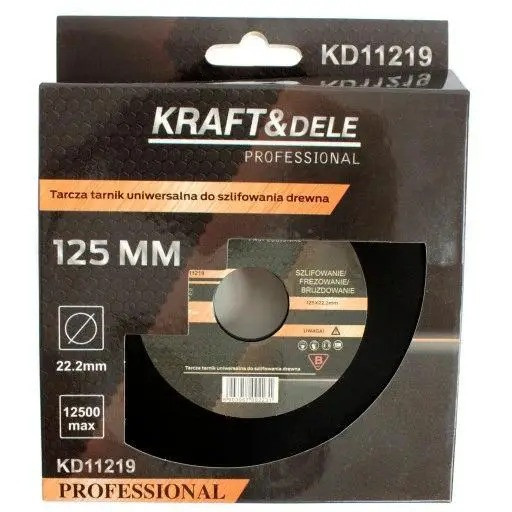 KD11219
KRAFT&DELE
PROFESSIONAL
Tarcza tarnik uniwersalna do szlifowania drewna
125 MM
11219
SZLIFOWANIE/
FREZOWANIE/
BRUZDOWANIE
125X22,2mm
UWAGA!
B
22.2mm
Tarcza tarnik uniwersalna do szlifowania drewna
12500
max
KD11219
PROFESSIONAL